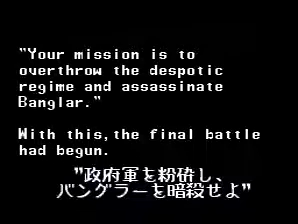 "Your mission is to
overthrow the despotic
regime and assassinate
Banglar."
With this,the final battle
had begun.
"政府軍を粉砕し、
バングラーを暗殺せよ"